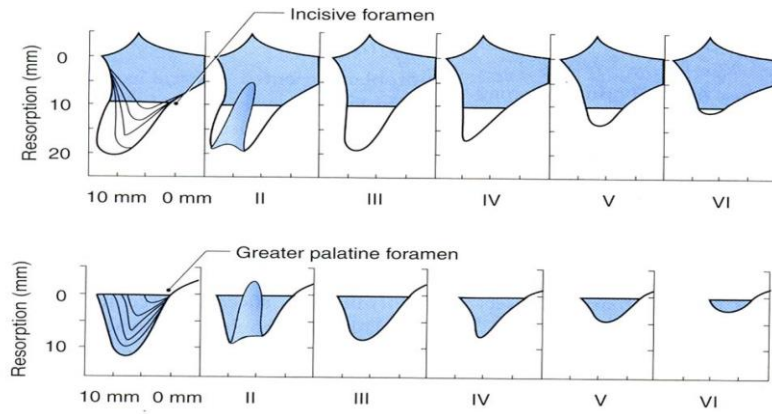 Incisive foramen
Resorption (mm)
0
10
20
10 mm 0 mm II III IV V VI
Greater palatine foramen
Resorption (mm)
0
10
10 mm 0 mm II III IV V VI